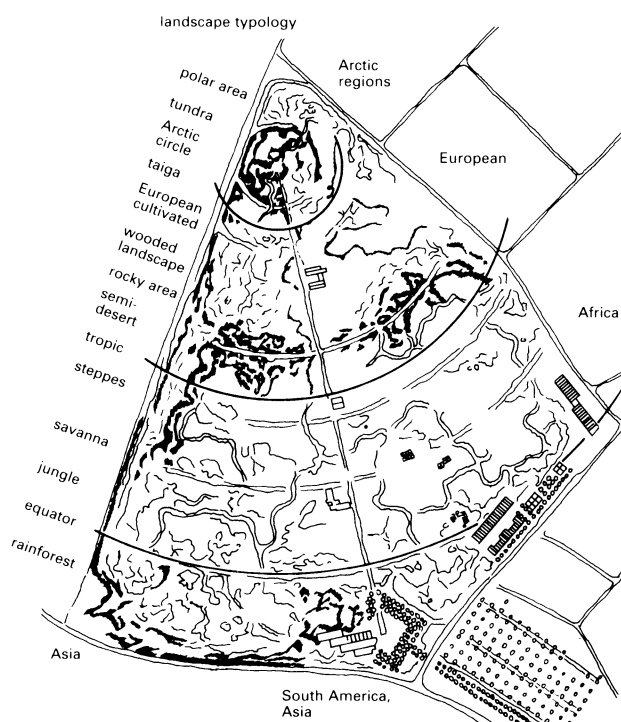 landscape typology
polar area
Arctic
regions
tundra
Arctic
circle
European
taiga
European
cultivated
wooded
landscape
rocky area
semi-
desert
Africa
tropic
steppes
savanna
jungle
equator
rainforest
Asia
South America,
Asia